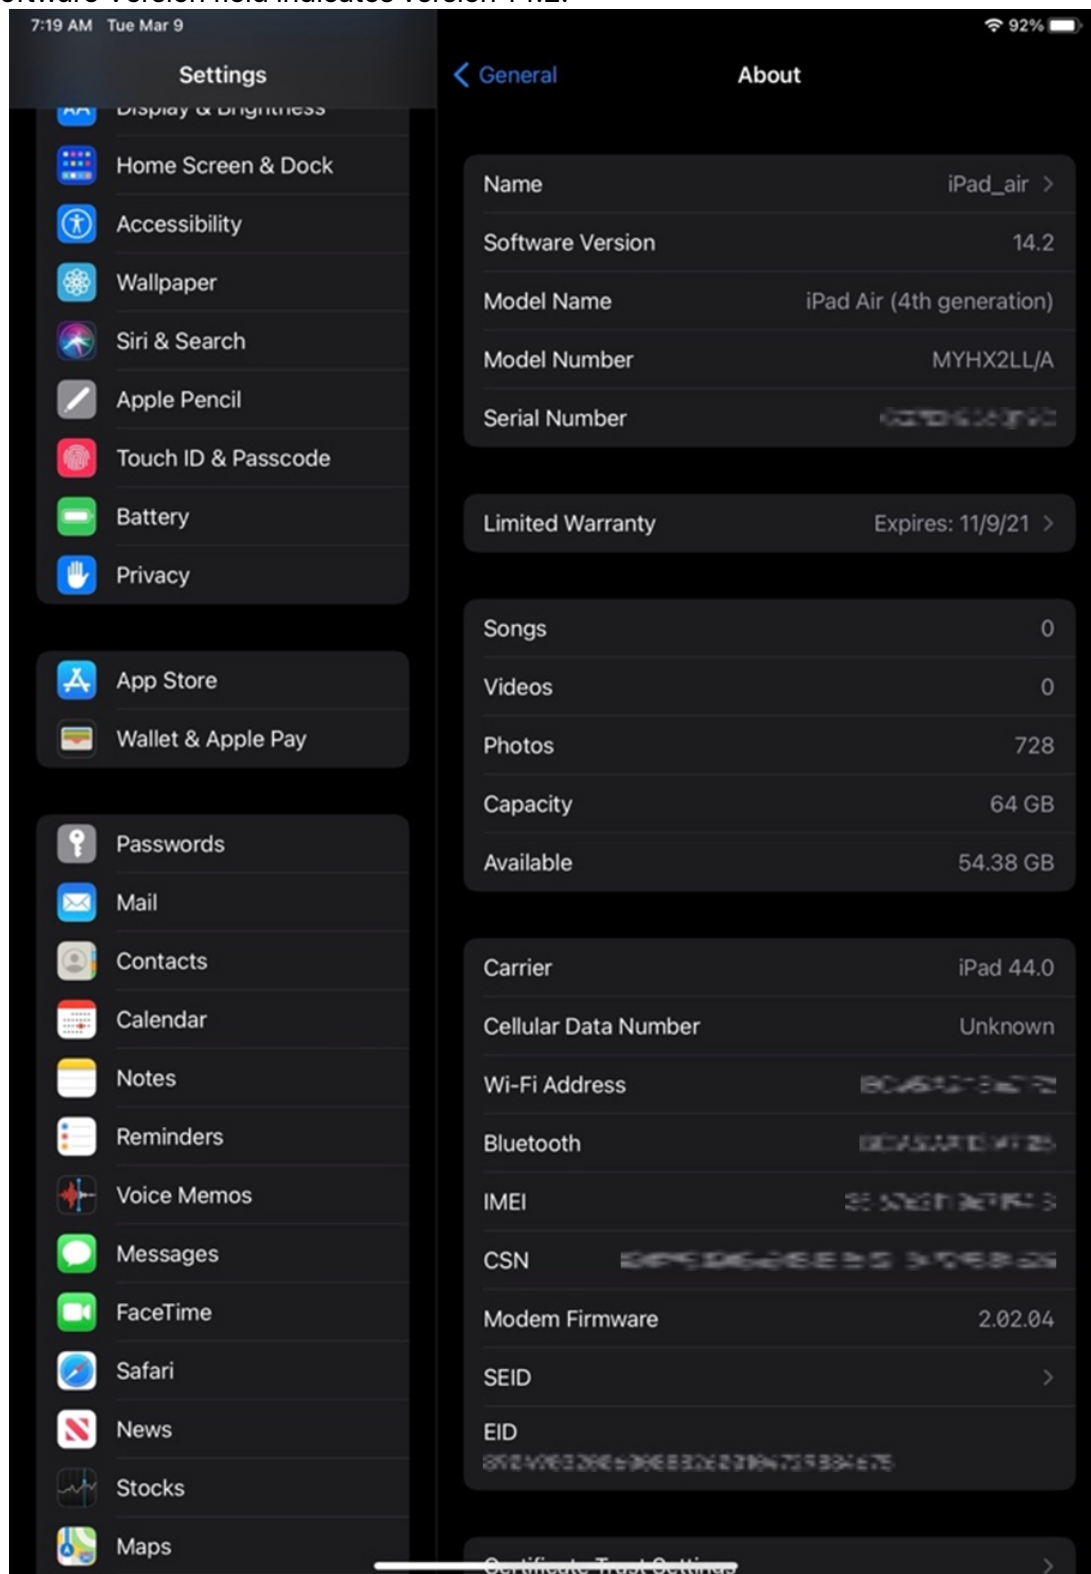 7:19 AM Tue Mar 9
92%
Settings
Display & Brightness
Home Screen & Dock
Accessibility
Wallpaper
Siri & Search
Apple Pencil
Touch ID & Passcode
Battery
Privacy
App Store
Wallet & Apple Pay
Passwords
Mail
Contacts
Calendar
Notes
Reminders
Voice Memos
Messages
FaceTime
Safari
News
Stocks
Maps
General
About
Name iPad_air
Software Version 14.2
Model Name iPad Air (4th generation)
Model Number MYHX2LL/A
Serial Number
Limited Warranty Expires: 11/9/21
Songs 0
Videos 0
Photos 728
Capacity 64 GB
Available 54.38 GB
Carrier iPad 44.0
Cellular Data Number Unknown
Wi-Fi Address
Bluetooth
IMEI
CSN
Modem Firmware 2.02.04
SEID
EID
Certificate Trust Settings